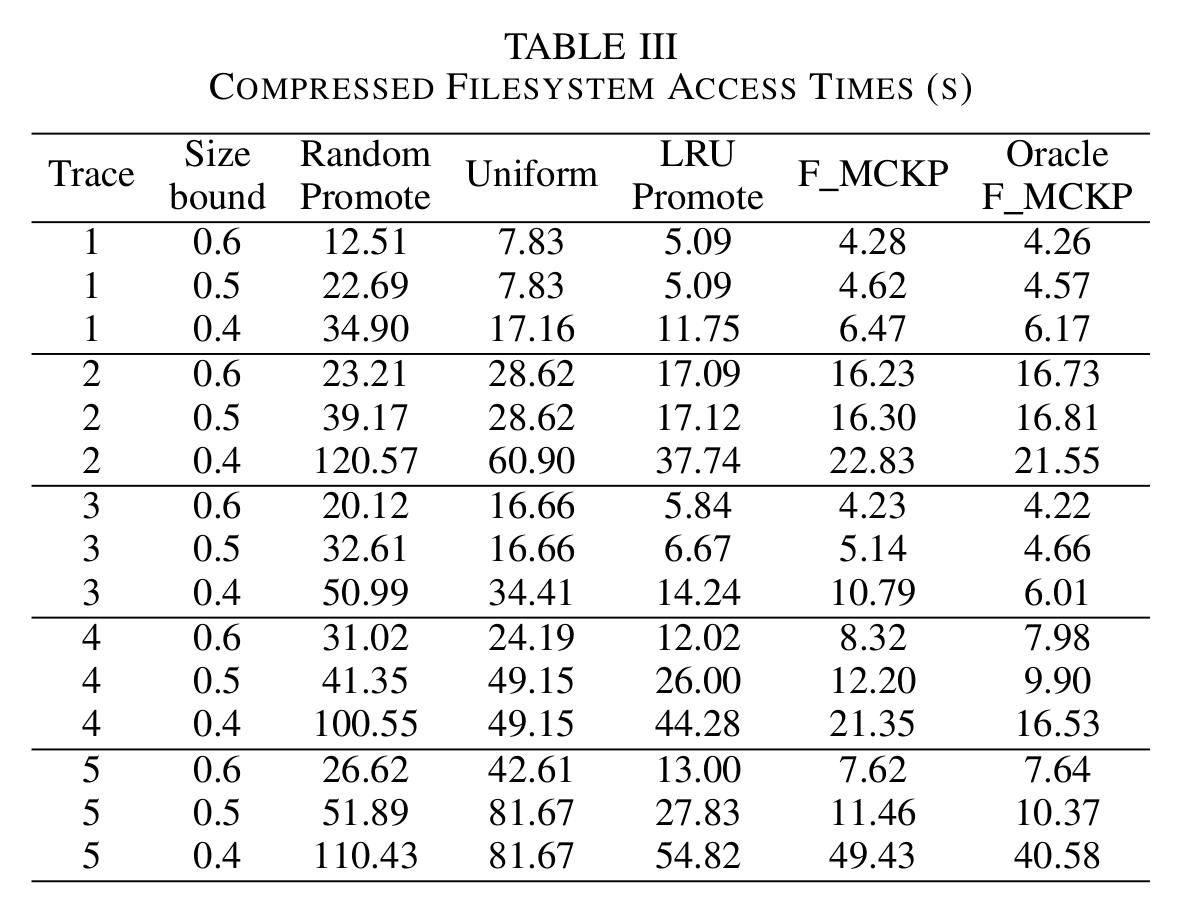 TABLE III
COMPRESSED FILESYSTEM ACCESS TIMES (S)
Trace Size bound Random Promote Uniform LRU Promote F_MCKP Oracle F_MCKP
1 0.6 12.51 7.83 5.09 4.28 4.26
1 0.5 22.69 7.83 5.09 4.62 4.57
1 0.4 34.90 17.16 11.75 6.47 6.17
2 0.6 23.21 28.62 17.09 16.23 16.73
2 0.5 39.17 28.62 17.12 16.30 16.81
2 0.4 120.57 60.90 37.74 22.83 21.55
3 0.6 20.12 16.66 5.84 4.23 4.22
3 0.5 32.61 16.66 6.67 5.14 4.66
3 0.4 50.99 34.41 14.24 10.79 6.01
4 0.6 31.02 24.19 12.02 8.32 7.98
4 0.5 41.35 49.15 26.00 12.20 9.90
4 0.4 100.55 49.15 44.28 21.35 16.53
5 0.6 26.62 42.61 13.00 7.62 7.64
5 0.5 51.89 81.67 27.83 11.46 10.37
5 0.4 110.43 81.67 54.82 49.43 40.58